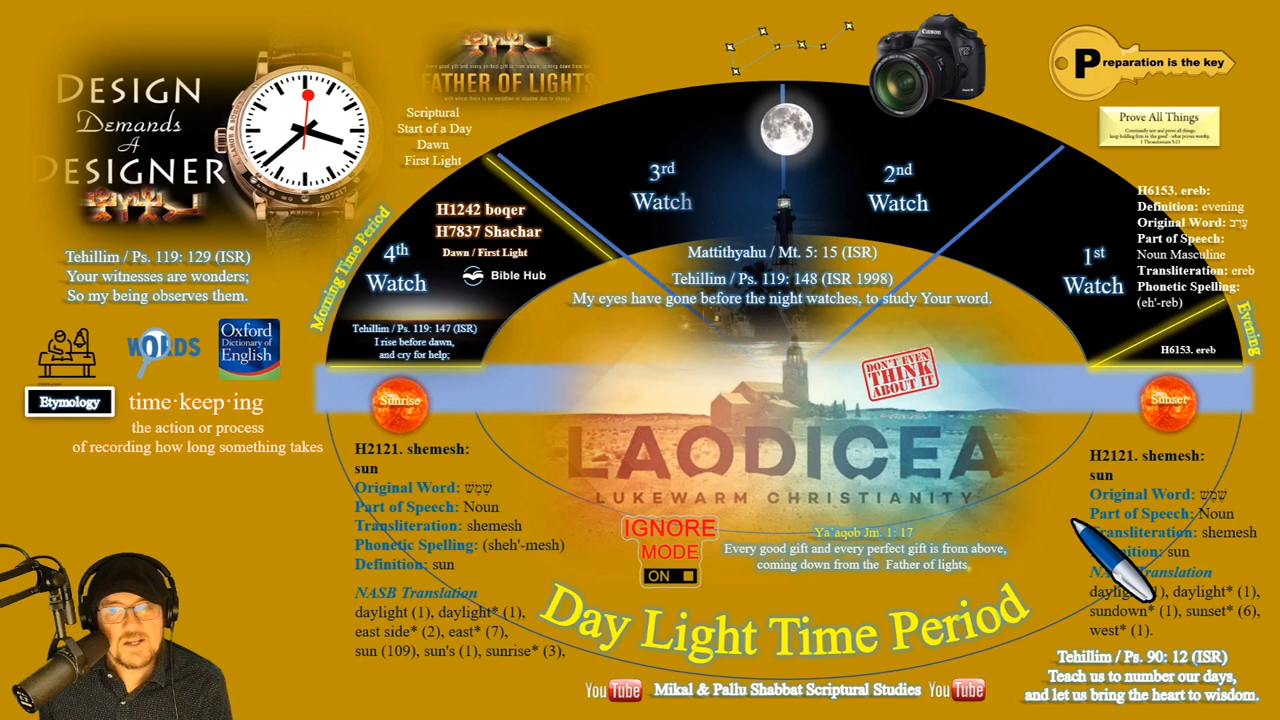 DESIGN
Demands
A
DESIGNER
207217
FATHER OF LIGHTS
Scriptural
Start of a Day
Dawn
First Light
Canon
Preparation is the key
Prove All Things
1 Thessalonians 5:21
Tehillim / Ps. 119: 129 (ISR)
Your witnesses are wonders;
So my being observes them.
WORDS
Oxford
Dictionary of
English
Etymology
time·keep·ing
the action or process
of recording how long something takes
Morning Time Period
H1242 boqer
H7837 Shachar
Dawn / First Light
Bible Hub
4th
Watch
Tehillim / Ps. 119: 147 (ISR)
I rise before dawn,
and cry for help;
3rd
Watch
2nd
Watch
1st
Watch
Mattithyahu / Mt. 5: 15 (ISR)
Tehillim / Ps. 119: 148 (ISR 1998)
My eyes have gone before the night watches, to study Your word.
H6153. ereb:
Definition: evening
Original Word: עֶרֶב
Part of Speech:
Noun Masculine
Transliteration: ereb
Phonetic Spelling:
(eh'-reb)
Evening
H6153. ereb
Sunrise
Sunset
DON'T EVEN
THINK
ABOUT IT
LAODICEA
LUKEWARM CHRISTIANITY
H2121. shemesh:
sun
Original Word: שֶׁמֶשׁ
Part of Speech: Noun
Transliteration: shemesh
Phonetic Spelling: (sheh'-mesh)
Definition: sun
NASB Translation
daylight (1), daylight* (1),
east side* (2), east* (7),
sun (109), sun's (1), sunrise* (3),
IGNORE
MODE
ON
Ya'aqob Jm. 1: 17
Every good gift and every perfect gift is from above,
coming down from the Father of lights,
Day Light Time Period
H2121. shemesh:
sun
Original Word: שֶׁמֶשׁ
Part of Speech: Noun
Transliteration: shemesh
sun
Translation
daylight* (1),
sundown* (1), sunset* (6),
west* (1).
YouTube Mikal & Pallu Shabbat Scriptural Studies YouTube
Tehillim / Ps. 90: 12 (ISR)
Teach us to number our days,
and let us bring the heart to wisdom.